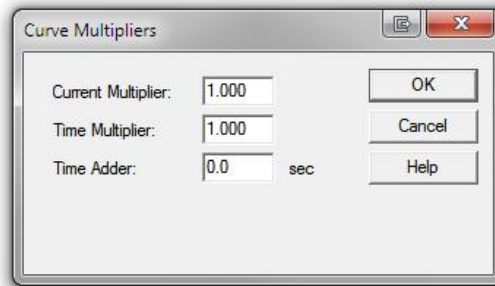 Curve Multipliers
Current Multiplier: 1.000
OK
Time Multiplier: 1.000
Cancel
Time Adder: 0.0 sec
Help